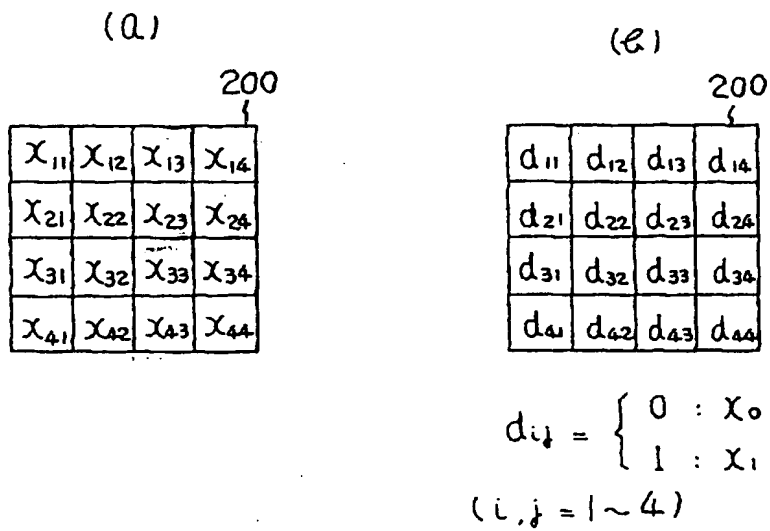 (a)
200
x₁₁ x₁₂ x₁₃ x₁₄
x₂₁ x₂₂ x₂₃ x₂₄
x₃₁ x₃₂ x₃₃ x₃₄
x₄₁ x₄₂ x₄₃ x₄₄
(b)
200
d₁₁ d₁₂ d₁₃ d₁₄
d₂₁ d₂₂ d₂₃ d₂₄
d₃₁ d₃₂ d₃₃ d₃₄
d₄₁ d₄₂ d₄₃ d₄₄
dᵢⱼ = { 0 : x₀
1 : x₁
(i, j = 1 ~ 4)